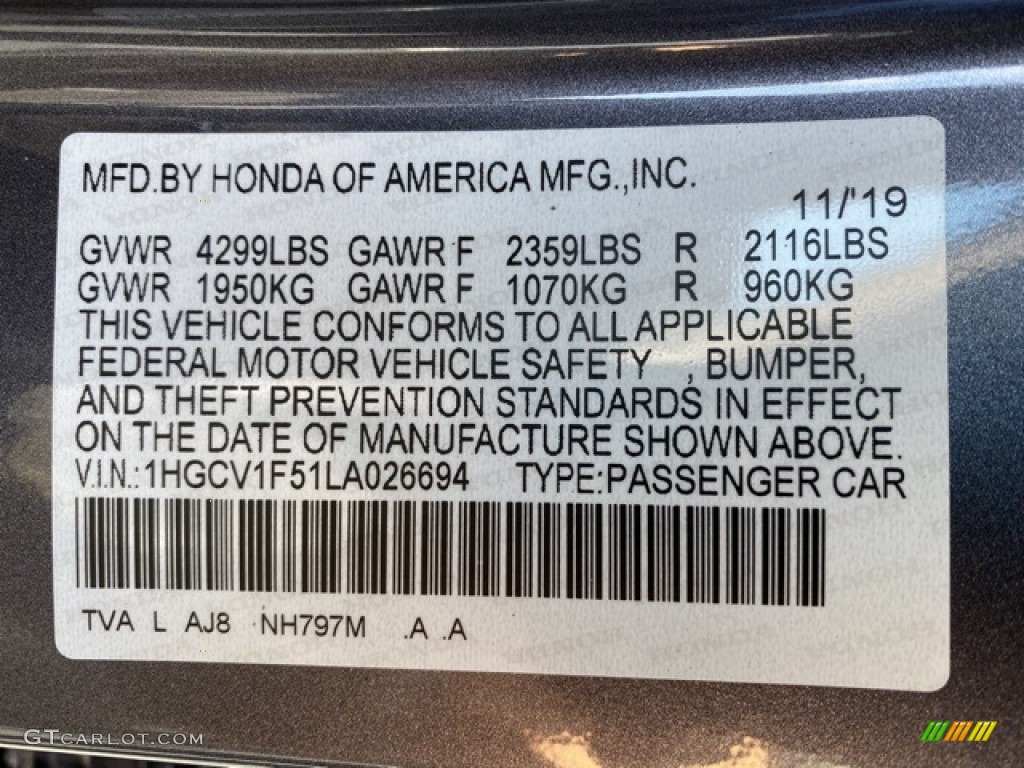 MFD.BY HONDA OF AMERICA MFG.,INC.
11/'19
GVWR 4299LBS GAWR F 2359LBS R 2116LBS
GVWR 1950KG GAWR F 1070KG R 960KG
THIS VEHICLE CONFORMS TO ALL APPLICABLE
FEDERAL MOTOR VEHICLE SAFETY , BUMPER,
AND THEFT PREVENTION STANDARDS IN EFFECT
ON THE DATE OF MANUFACTURE SHOWN ABOVE.
V.I.N.:1HGCV1F51LA026694 TYPE:PASSENGER CAR
TVA L AJ8 NH797M .A .A
GTCARLOT.COM